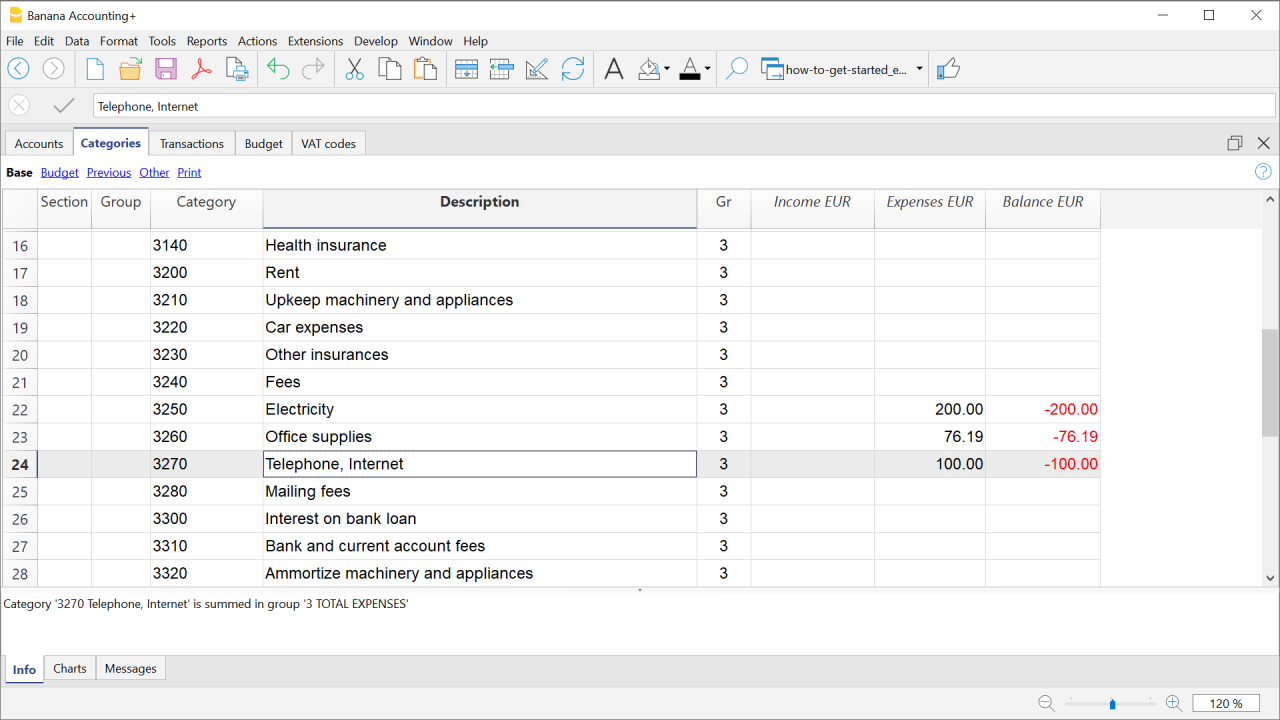 Banana Accounting+
File Edit Data Format Tools Reports Actions Extensions Develop Window Help
how-to-get-started_e...
Telephone, Internet
Accounts Categories Transactions Budget VAT codes
Base Budget Previous Other Print
Section Group Category Description Gr Income EUR Expenses EUR Balance EUR
16 3140 Health insurance 3
17 3200 Rent 3
18 3210 Upkeep machinery and appliances 3
19 3220 Car expenses 3
20 3230 Other insurances 3
21 3240 Fees 3
22 3250 Electricity 3 200.00 -200.00
23 3260 Office supplies 3 76.19 -76.19
24 3270 Telephone, Internet 3 100.00 -100.00
25 3280 Mailing fees 3
26 3300 Interest on bank loan 3
27 3310 Bank and current account fees 3
28 3320 Ammortize machinery and appliances 3
Category '3270 Telephone, Internet' is summed in group '3 TOTAL EXPENSES'
Info Charts Messages
120 %